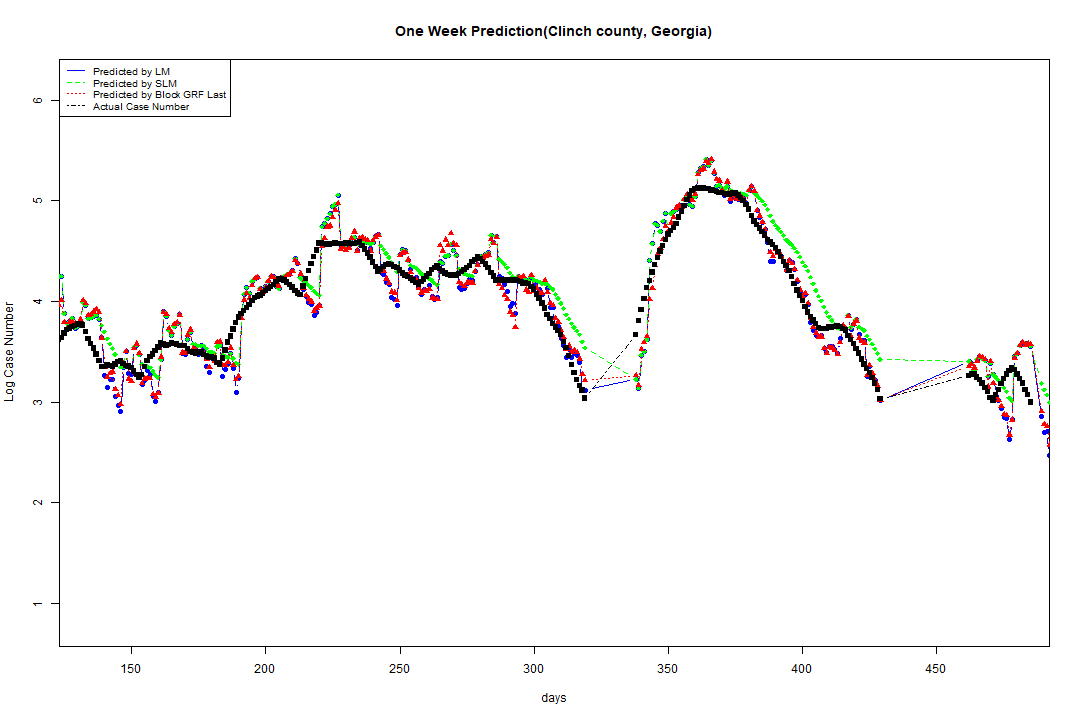 One Week Prediction(Clinch county, Georgia)
Predicted by LM
Predicted by SLM
Predicted by Block GRF Last
Actual Case Number
Log Case Number
6
5
4
3
2
1
150 200 250 300 350 400 450
days